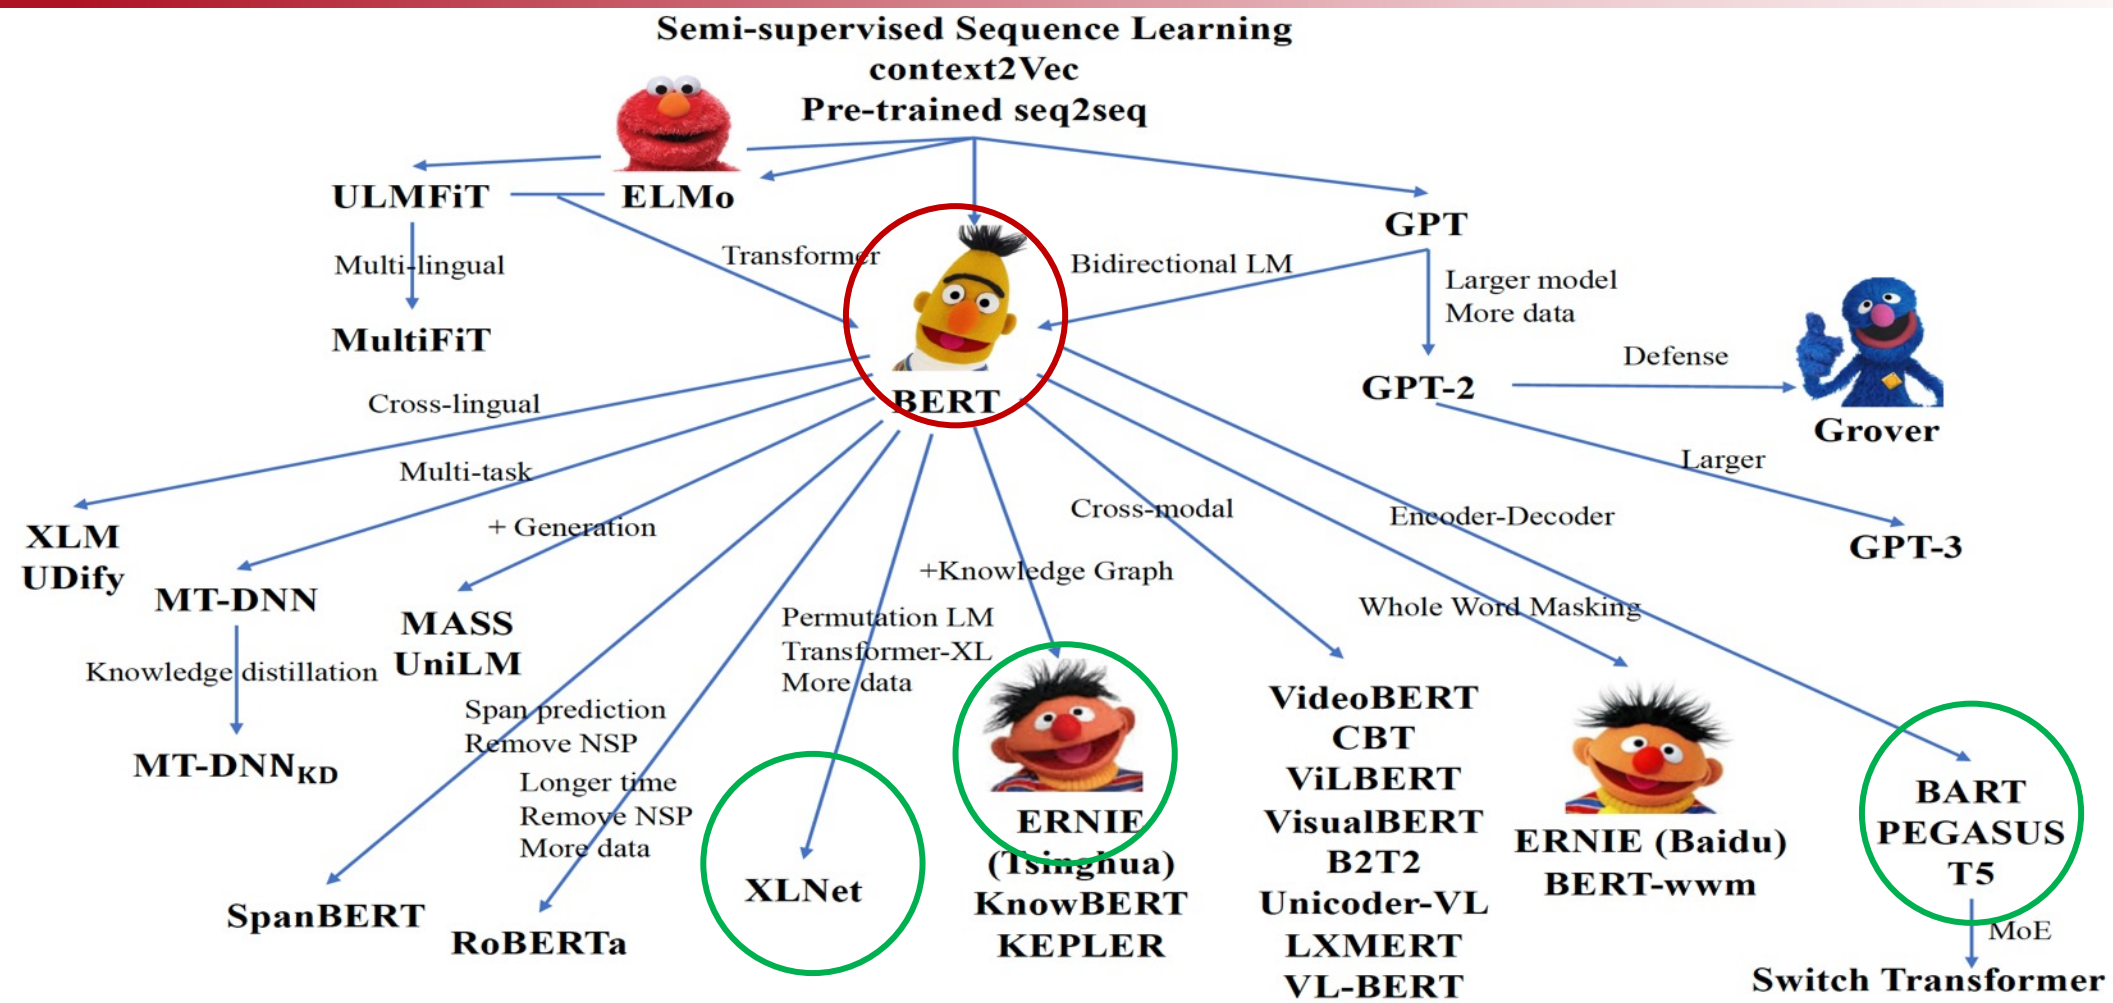 Semi-supervised Sequence Learning
context2Vec
Pre-trained seq2seq
ULMFiT
ELMo
GPT
Multi-lingual
Transformer
Bidirectional LM
Larger model
More data
MultiFiT
BERT
GPT-2
Defense
Grover
Cross-lingual
Larger
Multi-task
+ Generation
Cross-modal
Encoder-Decoder
GPT-3
XLM
UDify
+Knowledge Graph
MT-DNN
MASS
UniLM
Permutation LM
Transformer-XL
More data
Whole Word Masking
Knowledge distillation
Span prediction
Remove NSP
MT-DNNKD
Longer time
Remove NSP
More data
SpanBERT
RoBERTa
XLNet
ERNIE
(Tsinghua)
KnowBERT
KEPLER
VideoBERT
CBT
ViLBERT
VisualBERT
B2T2
Unicoder-VL
LXMERT
VL-BERT
ERNIE (Baidu)
BERT-wwm
BART
PEGASUS
T5
MoE
Switch Transformer